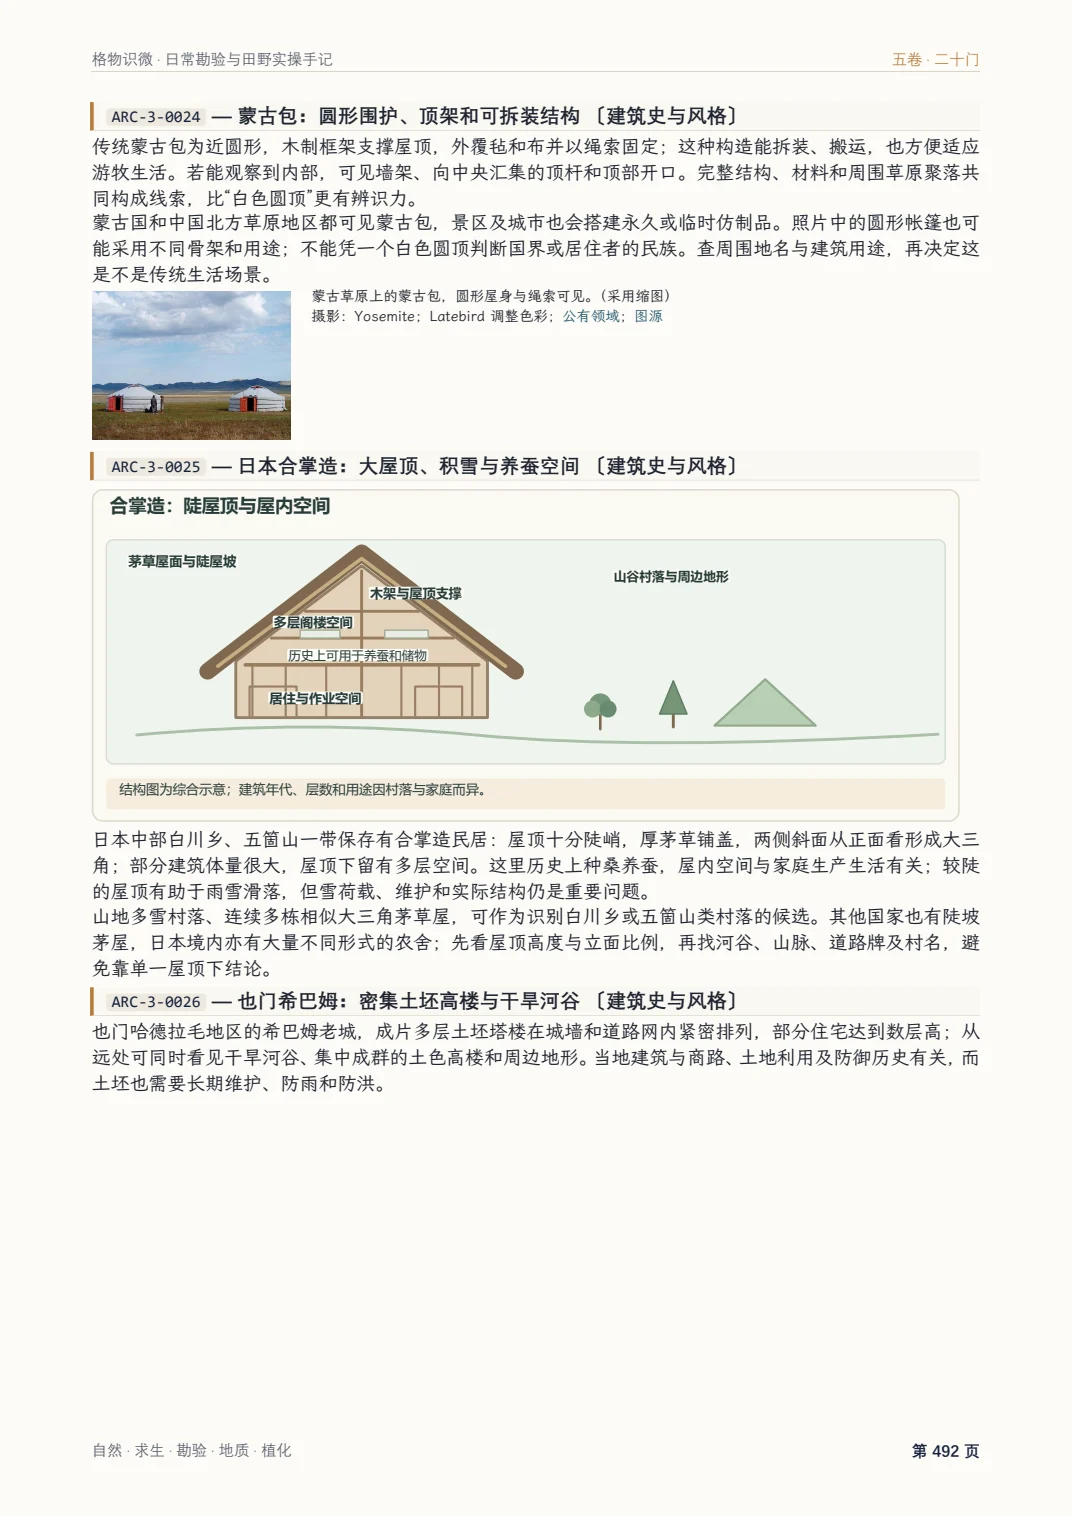 格物识微 · 日常勘验与田野实操手记
五卷 · 二十门
ARC-3-0024 — 蒙古包：圆形围护、顶架和可拆装结构 〔建筑史与风格〕
传统蒙古包为近圆形，木制框架支撑屋顶，外覆毡和布并以绳索固定；这种构造能拆装、搬运，也方便适应
游牧生活。若能观察到内部，可见墙架、向中央汇集的顶杆和顶部开口。完整结构、材料和周围草原聚落共
同构成线索，比“白色圆顶”更有辨识力。
蒙古国和中国北方草原地区都可见蒙古包，景区及城市也会搭建永久或临时仿制品。照片中的圆形帐篷也可
能采用不同骨架和用途；不能凭一个白色圆顶判断国界或居住者的民族。查周围地名与建筑用途，再决定这
是不是传统生活场景。
蒙古草原上的蒙古包，圆形屋身与绳索可见。（采用缩图）
摄影：Yosemite；Latebird 调整色彩；公有领域；图源
ARC-3-0025 — 日本合掌造：大屋顶、积雪与养蚕空间 〔建筑史与风格〕
合掌造：陡屋顶与屋内空间
茅草屋面与陡屋坡
山谷村落与周边地形
木架与屋顶支撑
多层阁楼空间
历史上可用于养蚕和储物
居住与作业空间
结构图为综合示意；建筑年代、层数和用途因村落与家庭而异。
日本中部白川乡、五箇山一带保存有合掌造民居：屋顶十分陡峭，厚茅草铺盖，两侧斜面从正面看形成大三
角；部分建筑体量很大，屋顶下留有多层空间。这里历史上种桑养蚕，屋内空间与家庭生产生活有关；较陡
的屋顶有助于雨雪滑落，但雪荷载、维护和实际结构仍是重要问题。
山地多雪村落、连续多栋相似大三角茅草屋，可作为识别白川乡或五箇山类村落的候选。其他国家也有陡坡
茅屋，日本境内亦有大量不同形式的农舍；先看屋顶高度与立面比例，再找河谷、山脉、道路牌及村名，避
免靠单一屋顶下结论。
ARC-3-0026 — 也门希巴姆：密集土坯高楼与干旱河谷 〔建筑史与风格〕
也门哈德拉毛地区的希巴姆老城，成片多层土坯塔楼在城墙和道路网内紧密排列，部分住宅达到数层高；从
远处可同时看见干旱河谷、集中成群的土色高楼和周边地形。当地建筑与商路、土地利用及防御历史有关，而
土坯也需要长期维护、防雨和防洪。
自然 · 求生 · 勘验 · 地质 · 植化
第 492 页